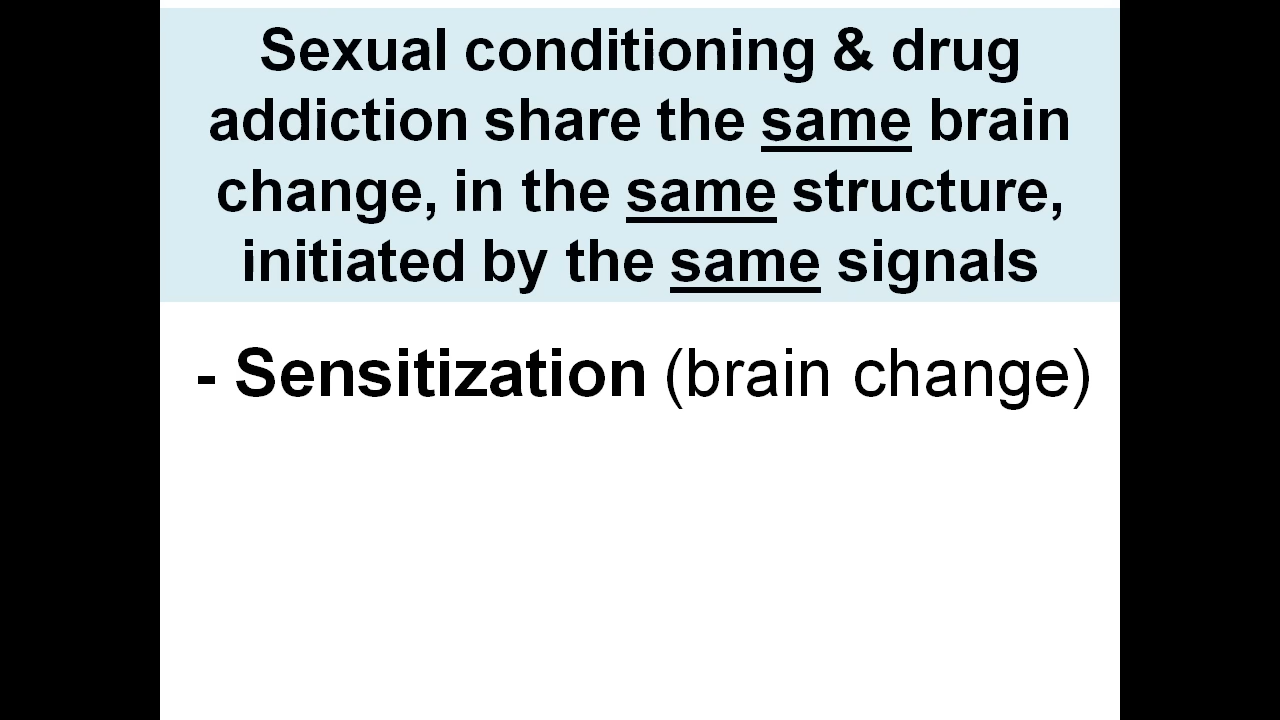 Sexual conditioning & drug
addiction share the same brain
change, in the same structure,
initiated by the same signals
- Sensitization (brain change)